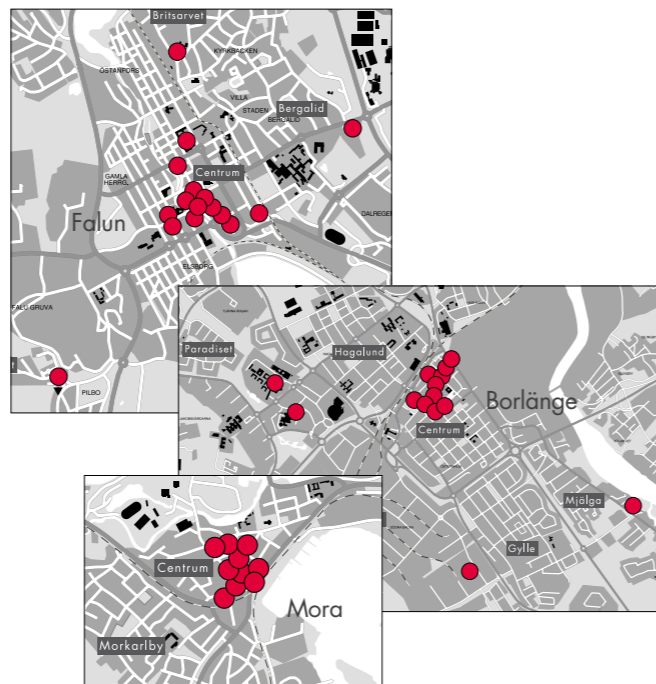 Britsarvet
KYRKBACKEN
ÖSTANFORS
VILLA
STADEN
Bergalid
BERGALID
Centrum
GAMLA
HERRG.
DALREGEM
Falun
ELSBORG
FALU GRUVA
PILBO
Paradiset
Hagalund
Borlänge
Centrum
Mjälga
Gylle
Centrum
Mora
Morkarlby